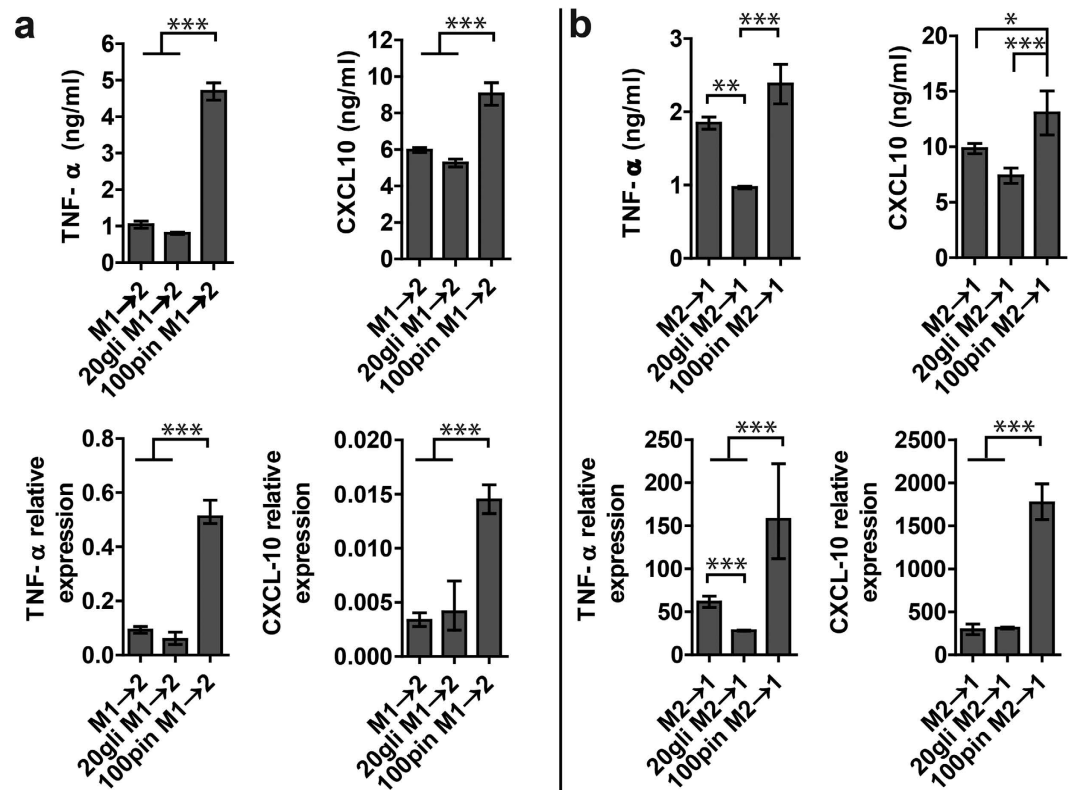 a
***
TNF- α (ng/ml)
6
5
4
3
2
1
0
M1→2
20gli M1→2
100pin M1→2
***
CXCL10 (ng/ml)
12
10
8
6
4
2
0
M1→2
20gli M1→2
100pin M1→2
***
TNF- α relative
expression
0.8
0.6
0.4
0.2
0.0
M1→2
20gli M1→2
100pin M1→2
***
CXCL-10 relative
expression
0.020
0.015
0.010
0.005
0.000
M1→2
20gli M1→2
100pin M1→2
b
***
**
TNF- α (ng/ml)
3
2
1
0
M2→1
20gli M2→1
100pin M2→1
*
***
CXCL10 (ng/ml)
20
15
10
5
0
M2→1
20gli M2→1
100pin M2→1
***
***
TNF- α relative
expression
250
200
150
100
50
0
M2→1
20gli M2→1
100pin M2→1
***
CXCL-10 relative
expression
2500
2000
1500
1000
500
0
M2→1
20gli M2→1
100pin M2→1